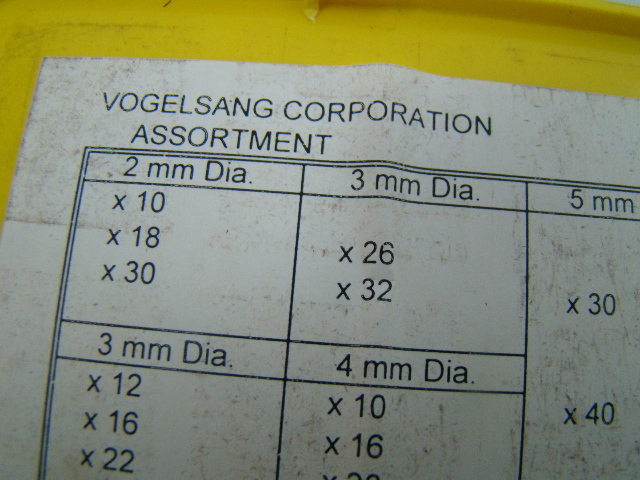 VOGELSANG CORPORATION
ASSORTMENT
2 mm Dia. 3 mm Dia. 5 mm
x 10
x 18 x 26
x 30 x 32 x 30
3 mm Dia. 4 mm Dia.
x 12 x 10 x 40
x 16 x 16
x 22